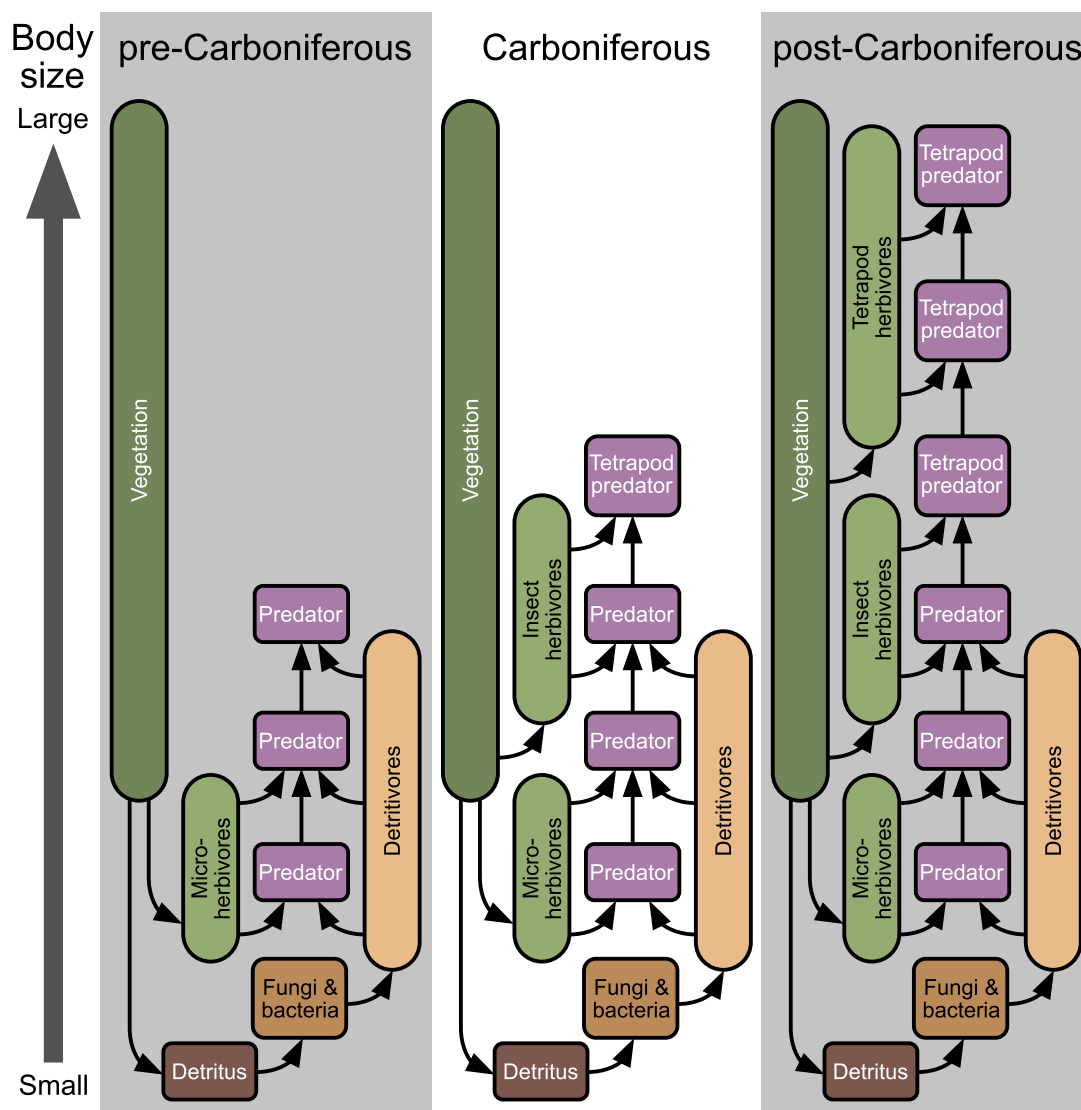 Body
size
Large
Small
pre-Carboniferous
Vegetation
Predator
Predator
Predator
Micro-
herbivores
Detritivores
Fungi &
bacteria
Detritus
Carboniferous
Vegetation
Tetrapod
predator
Insect
herbivores
Predator
Predator
Predator
Micro-
herbivores
Detritivores
Fungi &
bacteria
Detritus
post-Carboniferous
Vegetation
Tetrapod
herbivores
Tetrapod
predator
Tetrapod
predator
Tetrapod
predator
Insect
herbivores
Predator
Predator
Predator
Micro-
herbivores
Detritivores
Fungi &
bacteria
Detritus